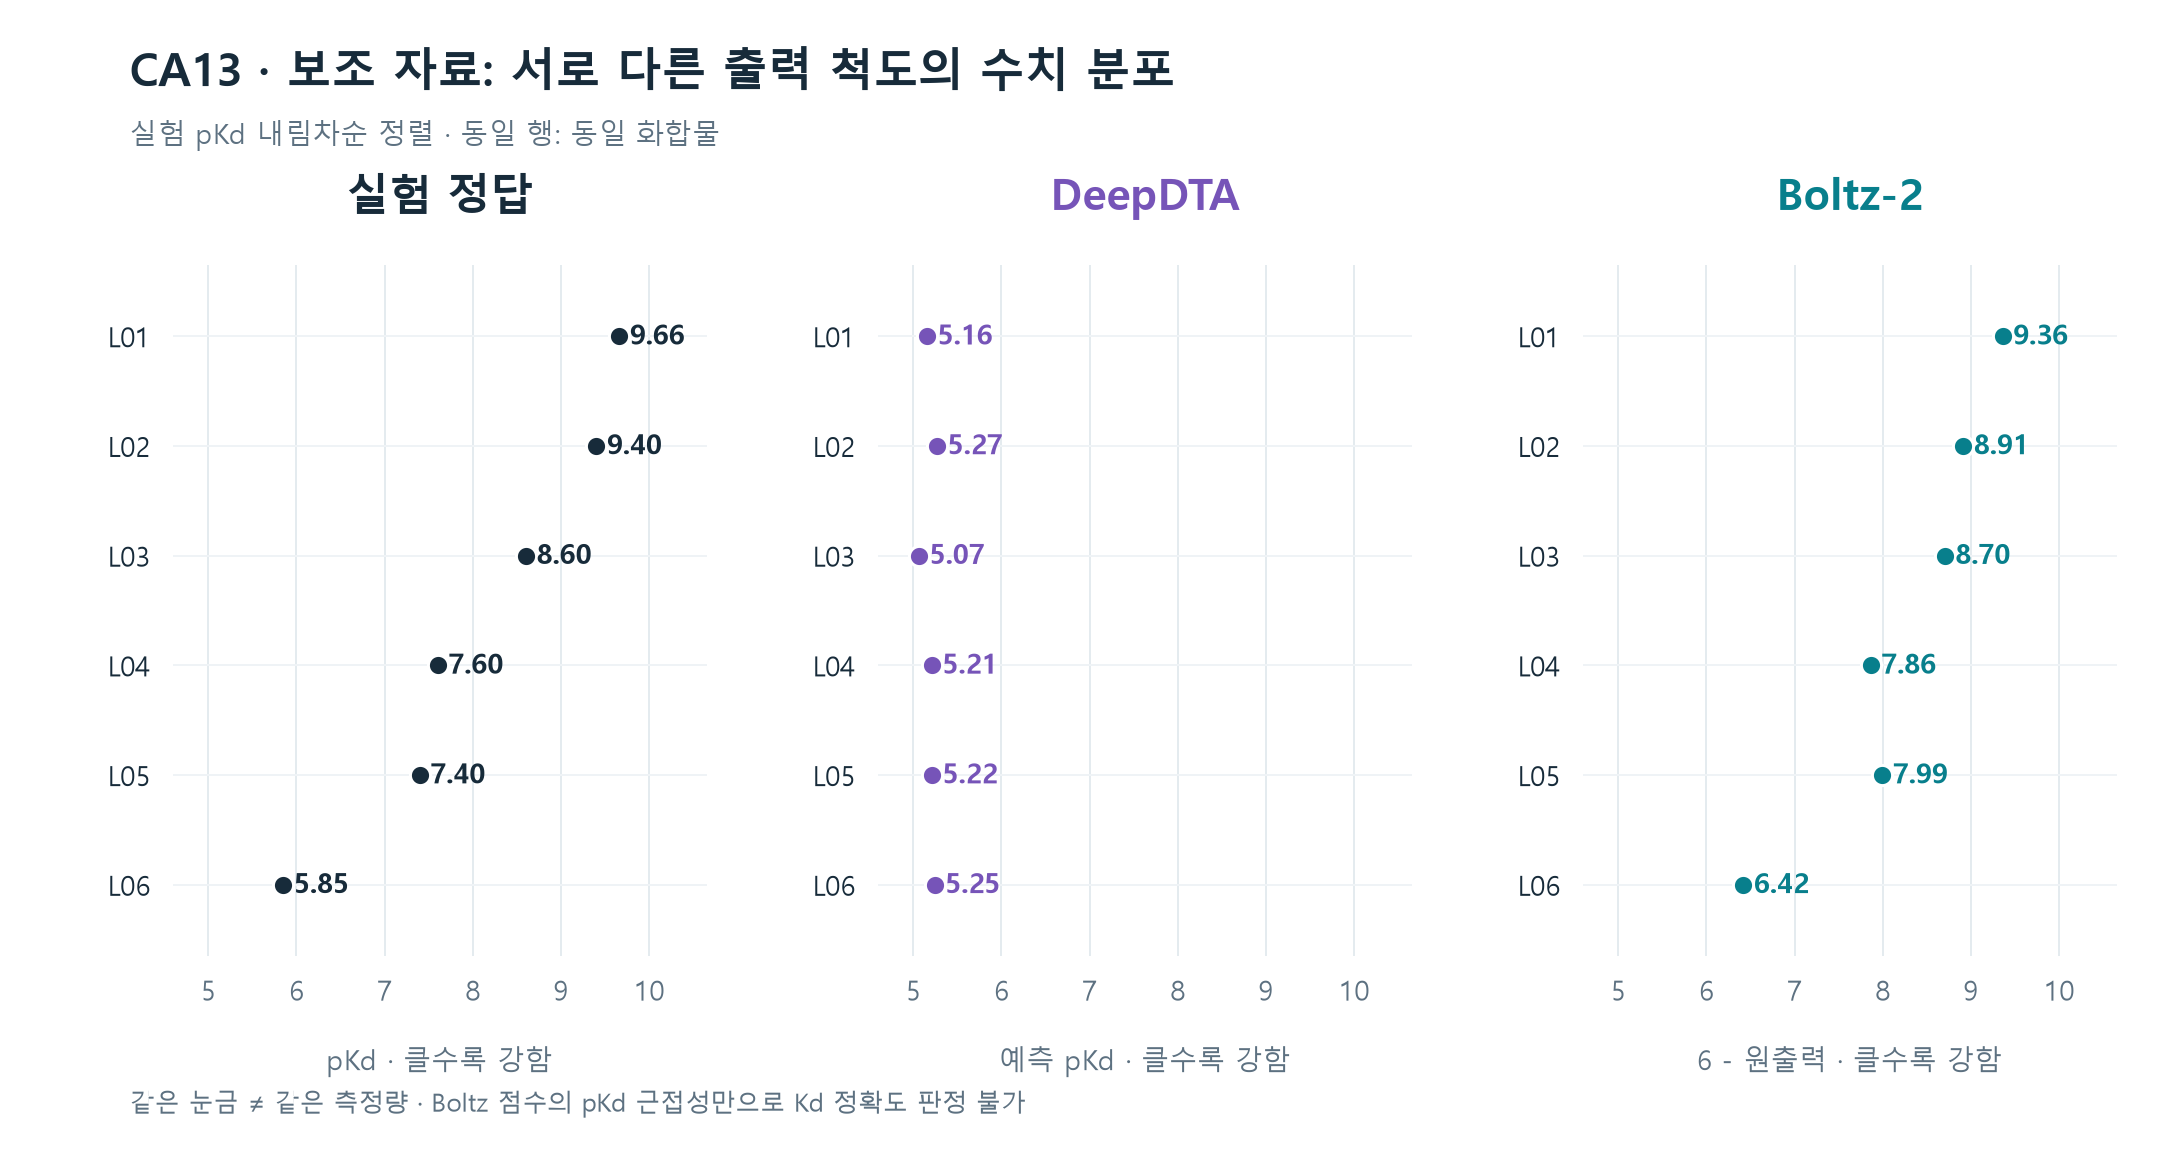 CA13 · 보조 자료: 서로 다른 출력 척도의 수치 분포
실험 pKd 내림차순 정렬 · 동일 행: 동일 화합물
실험 정답
L01 9.66
L02 9.40
L03 8.60
L04 7.60
L05 7.40
L06 5.85
5 6 7 8 9 10
pKd · 클수록 강함
DeepDTA
L01 5.16
L02 5.27
L03 5.07
L04 5.21
L05 5.22
L06 5.25
5 6 7 8 9 10
예측 pKd · 클수록 강함
Boltz-2
L01 9.36
L02 8.91
L03 8.70
L04 7.86
L05 7.99
L06 6.42
5 6 7 8 9 10
6 - 원출력 · 클수록 강함
같은 눈금 ≠ 같은 측정량 · Boltz 점수의 pKd 근접성만으로 Kd 정확도 판정 불가